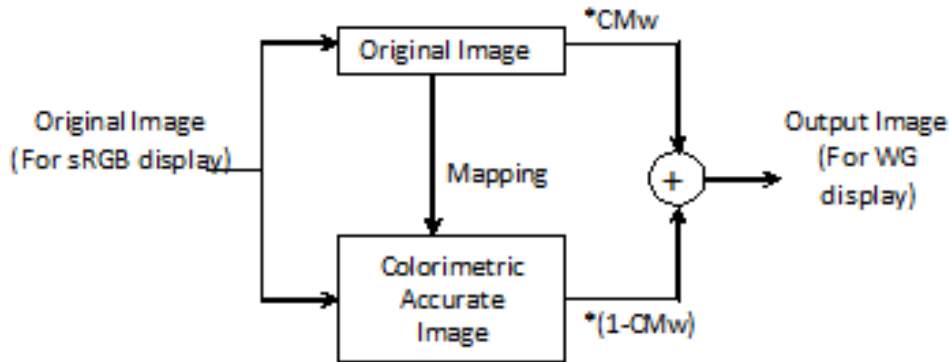 *CMw
Original Image
Original Image
(For sRGB display)
Mapping
+
Output Image
(For WG
display)
Colorimetric
Accurate
Image
*(1-CMw)